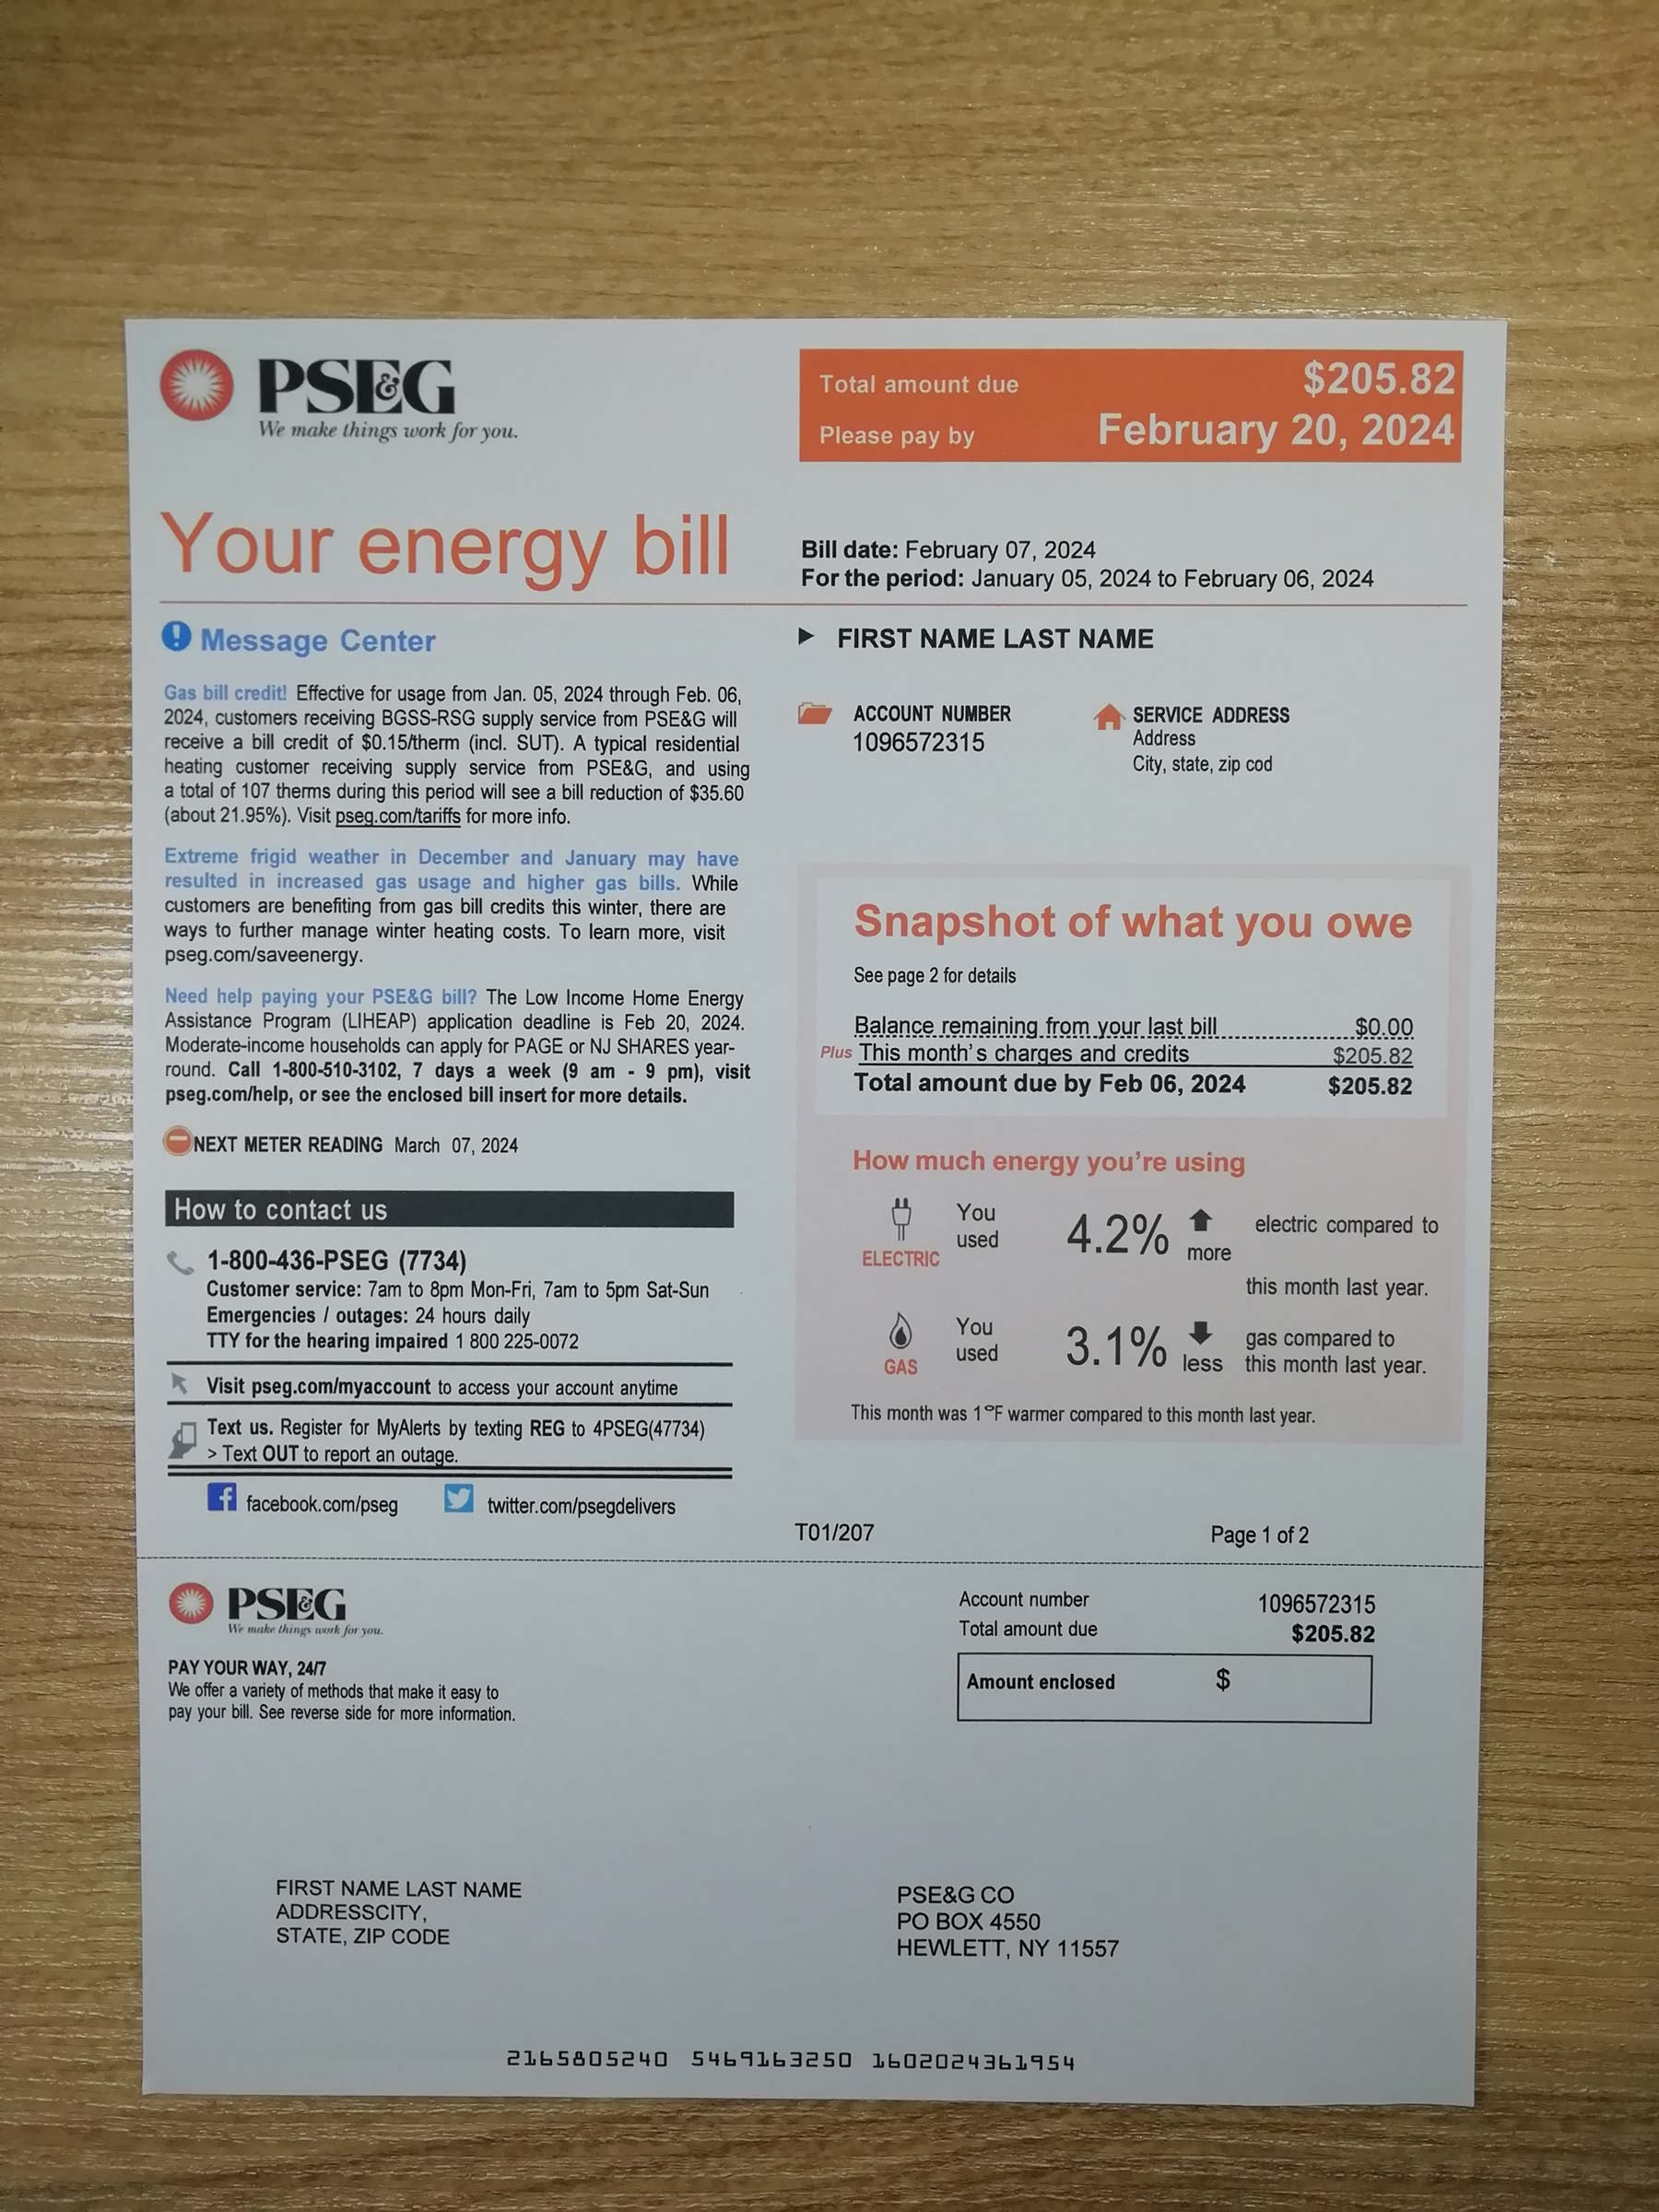 PSE&G
We make things work for you.
Total amount due $205.82
Please pay by February 20, 2024
Your energy bill
Bill date: February 07, 2024
For the period: January 05, 2024 to February 06, 2024
Message Center
Gas bill credit! Effective for usage from Jan. 05, 2024 through Feb. 06,
2024, customers receiving BGSS-RSG supply service from PSE&G will
receive a bill credit of $0.15/therm (incl. SUT). A typical residential
heating customer receiving supply service from PSE&G, and using
a total of 107 therms during this period will see a bill reduction of $35.60
(about 21.95%). Visit pseg.com/tariffs for more info.
Extreme frigid weather in December and January may have
resulted in increased gas usage and higher gas bills. While
customers are benefiting from gas bill credits this winter, there are
ways to further manage winter heating costs. To learn more, visit
pseg.com/saveenergy.
Need help paying your PSE&G bill? The Low Income Home Energy
Assistance Program (LIHEAP) application deadline is Feb 20, 2024.
Moderate-income households can apply for PAGE or NJ SHARES year-
round. Call 1-800-510-3102, 7 days a week (9 am - 9 pm), visit
pseg.com/help, or see the enclosed bill insert for more details.
NEXT METER READING March 07, 2024
How to contact us
1-800-436-PSEG (7734)
Customer service: 7am to 8pm Mon-Fri, 7am to 5pm Sat-Sun
Emergencies / outages: 24 hours daily
TTY for the hearing impaired 1 800 225-0072
Visit pseg.com/myaccount to access your account anytime
Text us. Register for MyAlerts by texting REG to 4PSEG(47734)
> Text OUT to report an outage.
facebook.com/pseg twitter.com/psegdelivers
FIRST NAME LAST NAME
ACCOUNT NUMBER
1096572315
SERVICE ADDRESS
Address
City, state, zip cod
Snapshot of what you owe
See page 2 for details
Balance remaining from your last bill $0.00
Plus This month's charges and credits $205.82
Total amount due by Feb 06, 2024 $205.82
How much energy you're using
ELECTRIC
You
used
4.2%
more
electric compared to
this month last year.
GAS
You
used
3.1%
less
gas compared to
this month last year.
This month was 1°F warmer compared to this month last year.
T01/207 Page 1 of 2
PSE&G
We make things work for you.
PAY YOUR WAY, 24/7
We offer a variety of methods that make it easy to
pay your bill. See reverse side for more information.
Account number 1096572315
Total amount due $205.82
Amount enclosed $
FIRST NAME LAST NAME
ADDRESSCITY,
STATE, ZIP CODE
PSE&G CO
PO BOX 4550
HEWLETT, NY 11557
2165805240 5469163250 1602024361954